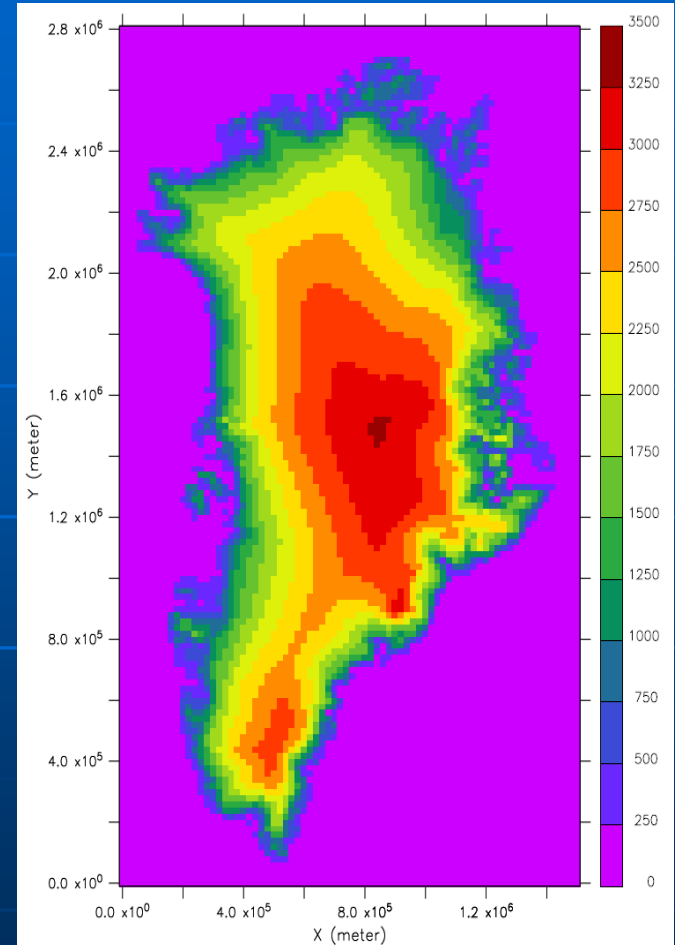 2.8 x10⁶
2.4 x10⁶
2.0 x10⁶
1.6 x10⁶
1.2 x10⁶
8.0 x10⁵
4.0 x10⁵
0.0 x10⁰
Y (meter)
0.0 x10⁰ 4.0 x10⁵ 8.0 x10⁵ 1.2 x10⁶
X (meter)
3500
3250
3000
2750
2500
2250
2000
1750
1500
1250
1000
750
500
250
0